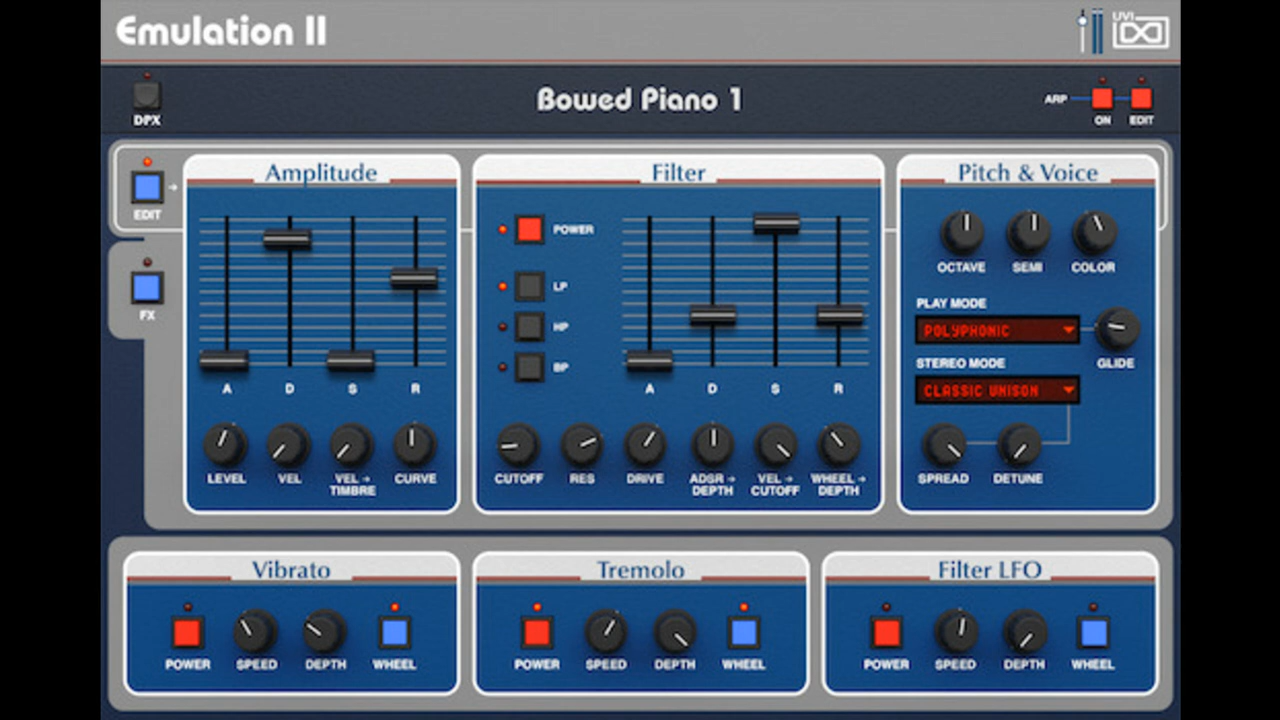 Emulation II
UVI
DPX
Bowed Piano 1
ARP
ON
EDIT
EDIT
FX
Amplitude
A
D
S
R
LEVEL
VEL
VEL →
TIMBRE
CURVE
Filter
POWER
LP
HP
BP
A
D
S
R
CUTOFF
RES
DRIVE
ADSR →
DEPTH
VEL →
CUTOFF
WHEEL →
DEPTH
Pitch & Voice
OCTAVE
SEMI
COLOR
PLAY MODE
POLYPHONIC
GLIDE
STEREO MODE
CLASSIC UNISON
SPREAD
DETUNE
Vibrato
POWER
SPEED
DEPTH
WHEEL
Tremolo
POWER
SPEED
DEPTH
WHEEL
Filter LFO
POWER
SPEED
DEPTH
WHEEL